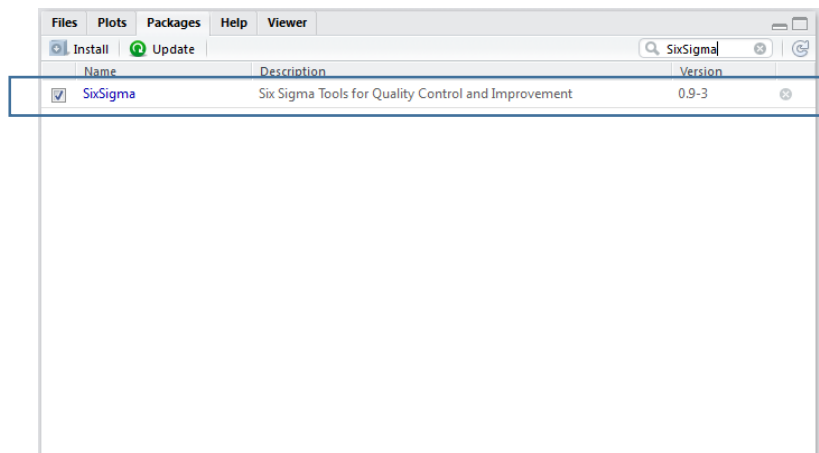 Files Plots Packages Help Viewer
Install Update SixSigma
Name Description Version
SixSigma Six Sigma Tools for Quality Control and Improvement 0.9-3